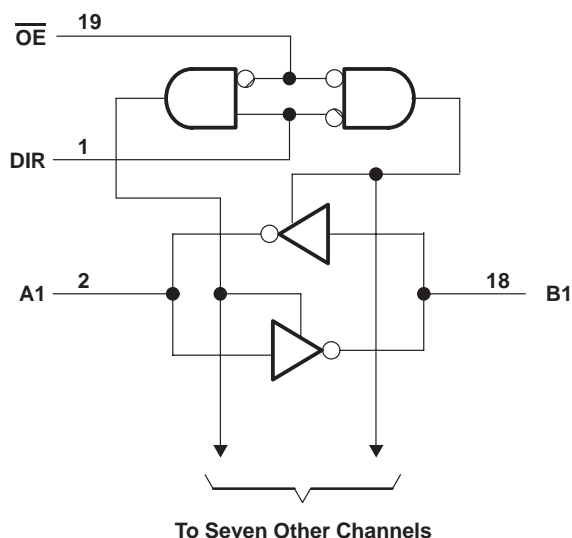 OE 19
DIR 1
A1 2
18 B1
To Seven Other Channels